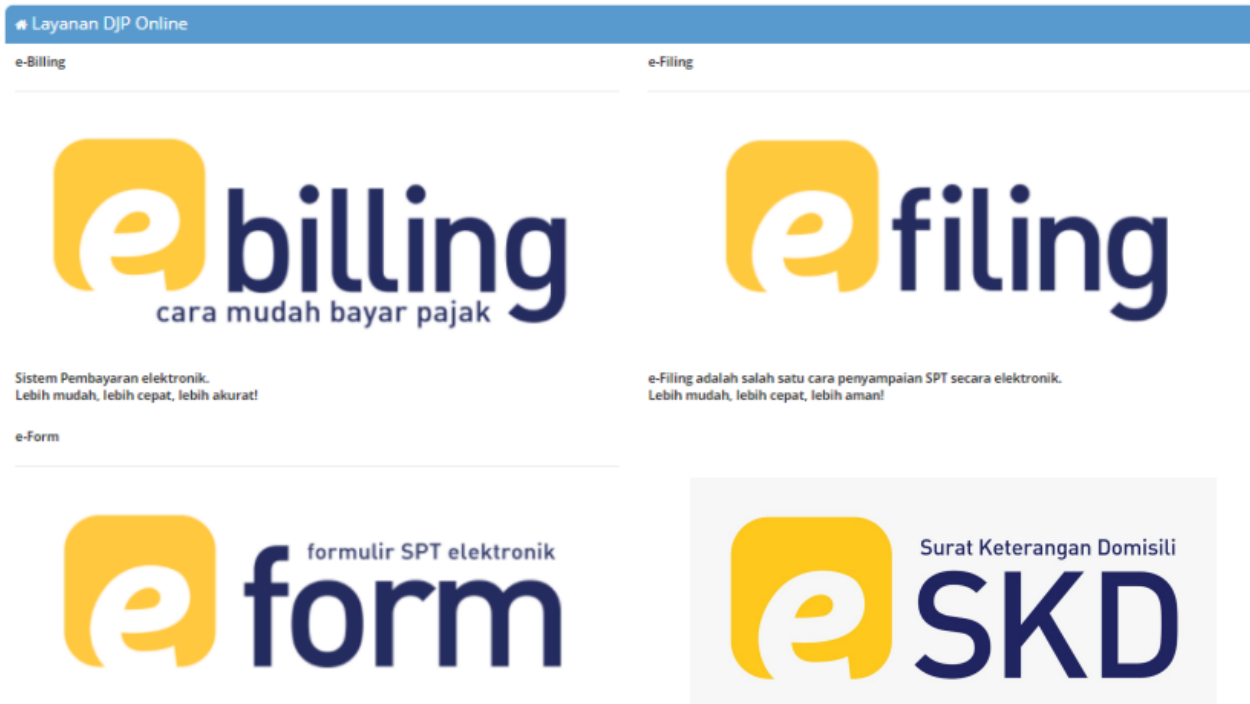 Layanan DJP Online
e-Billing
e billing
cara mudah bayar pajak
Sistem Pembayaran elektronik.
Lebih mudah, lebih cepat, lebih akurat!
e-Filing
e filing
e-Filing adalah salah satu cara penyampaian SPT secara elektronik.
Lebih mudah, lebih cepat, lebih aman!
e-Form
formulir SPT elektronik
e form
Surat Keterangan Domisili
e SKD